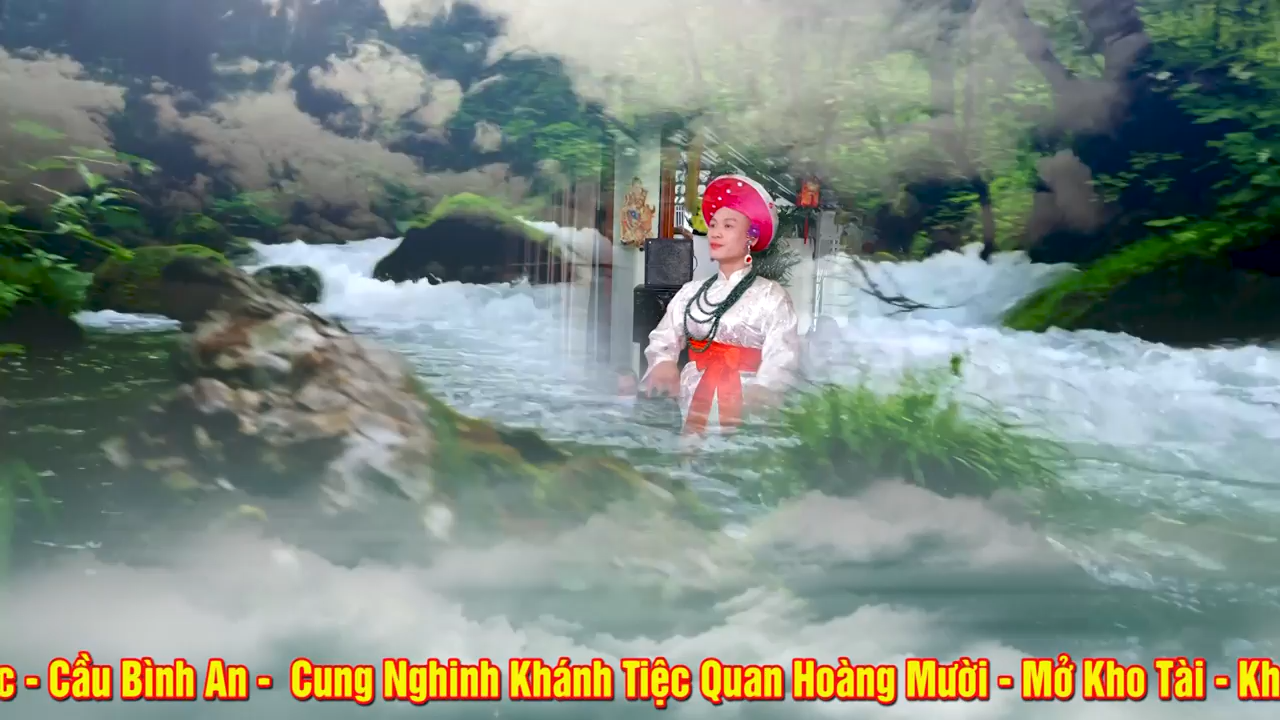 c - Cầu Bình An - Cung Nghinh Khánh Tiệc Quan Hoàng Mười - Mở Kho Tài - Kh